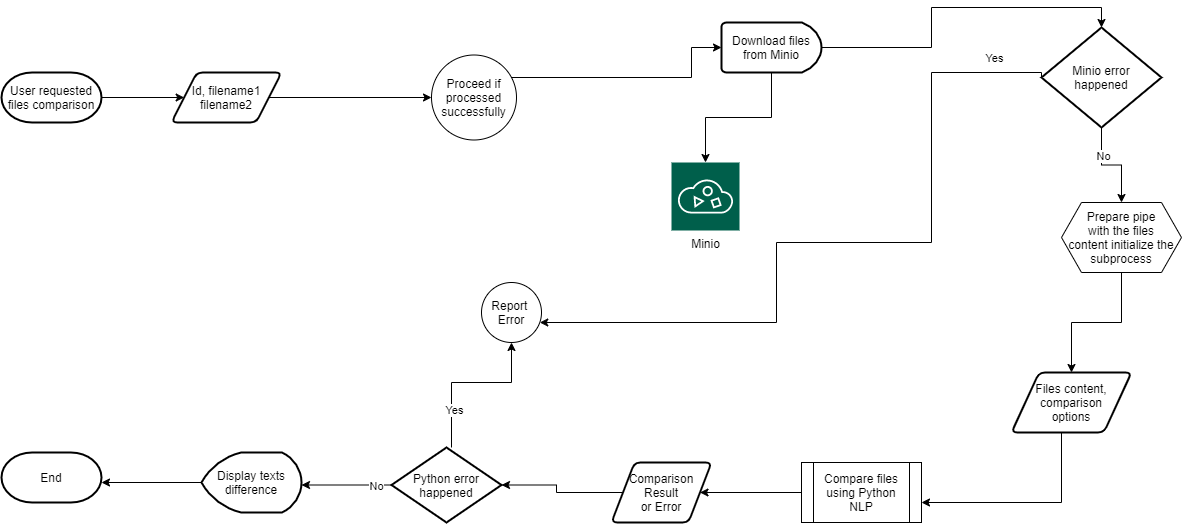 User requested
files comparison
Id, filename1
filename2
Proceed if
processed
successfully
Download files
from Minio
Minio
Yes
Minio error
happened
No
Prepare pipe
with the files
content initialize the
subprocess
Files content,
comparison
options
Compare files
using Python
NLP
Comparison
Result
or Error
Python error
happened
Yes
Report
Error
No
Display texts
difference
End